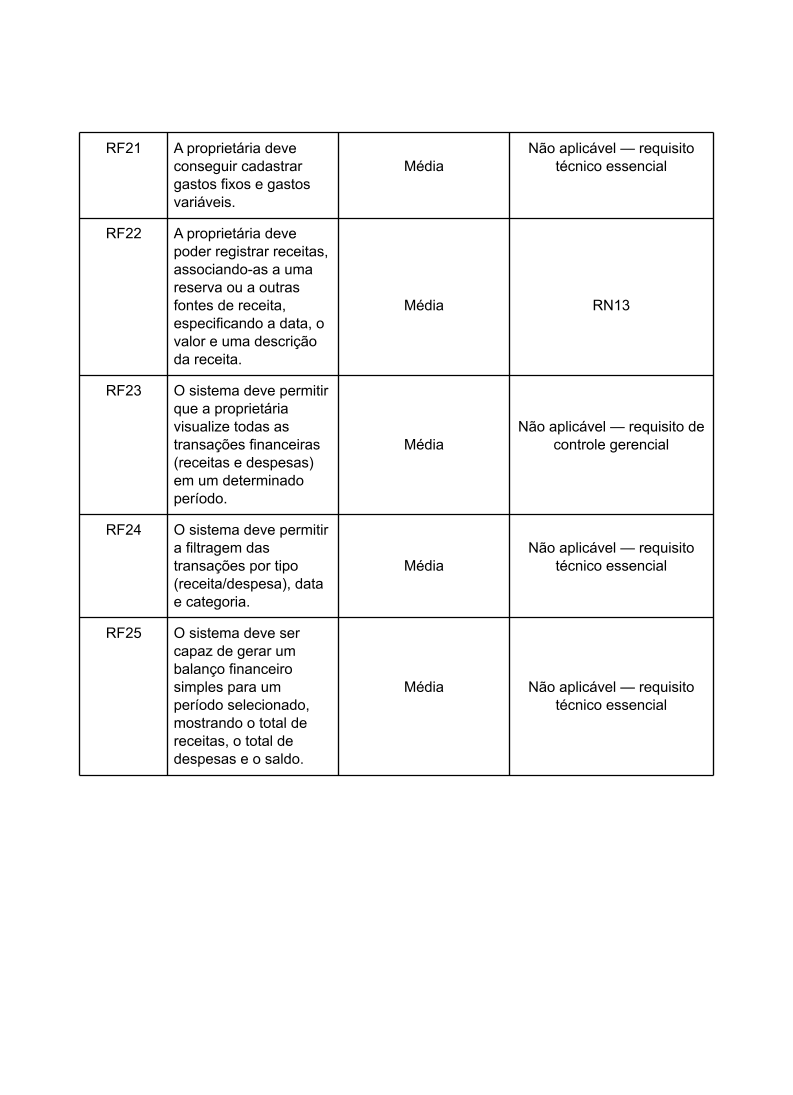 RF21
A proprietária deve
conseguir cadastrar
gastos fixos e gastos
variáveis.
Média
Não aplicável — requisito
técnico essencial
RF22
A proprietária deve
poder registrar receitas,
associando-as a uma
reserva ou a outras
fontes de receita,
especificando a data, o
valor e uma descrição
da receita.
Média
RN13
RF23
O sistema deve permitir
que a proprietária
visualize todas as
transações financeiras
(receitas e despesas)
em um determinado
período.
Média
Não aplicável — requisito de
controle gerencial
RF24
O sistema deve permitir
a filtragem das
transações por tipo
(receita/despesa), data
e categoria.
Média
Não aplicável — requisito
técnico essencial
RF25
O sistema deve ser
capaz de gerar um
balanço financeiro
simples para um
período selecionado,
mostrando o total de
receitas, o total de
despesas e o saldo.
Média
Não aplicável — requisito
técnico essencial